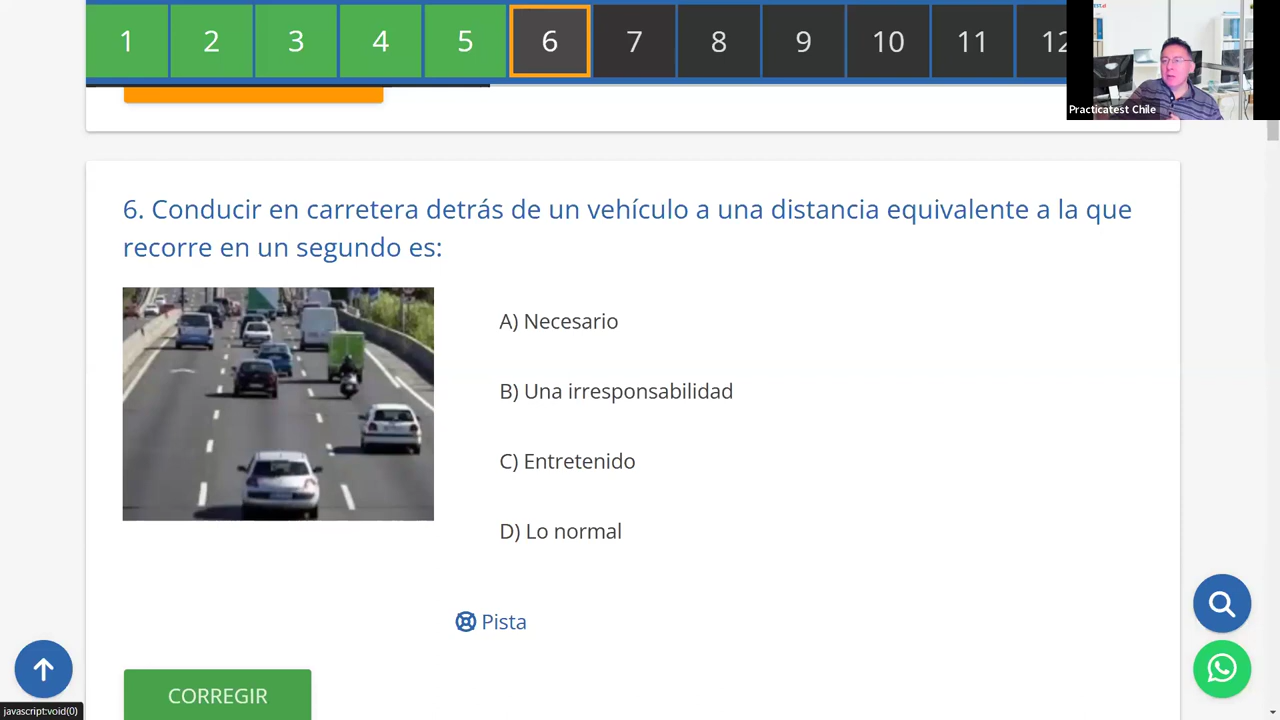 1 2 3 4 5 6 7 8 9 10 11 12
Practicatest Chile
6. Conducir en carretera detrás de un vehículo a una distancia equivalente a la que
recorre en un segundo es:
A) Necesario
B) Una irresponsabilidad
C) Entretenido
D) Lo normal
Pista
CORREGIR
javascript:void(0)